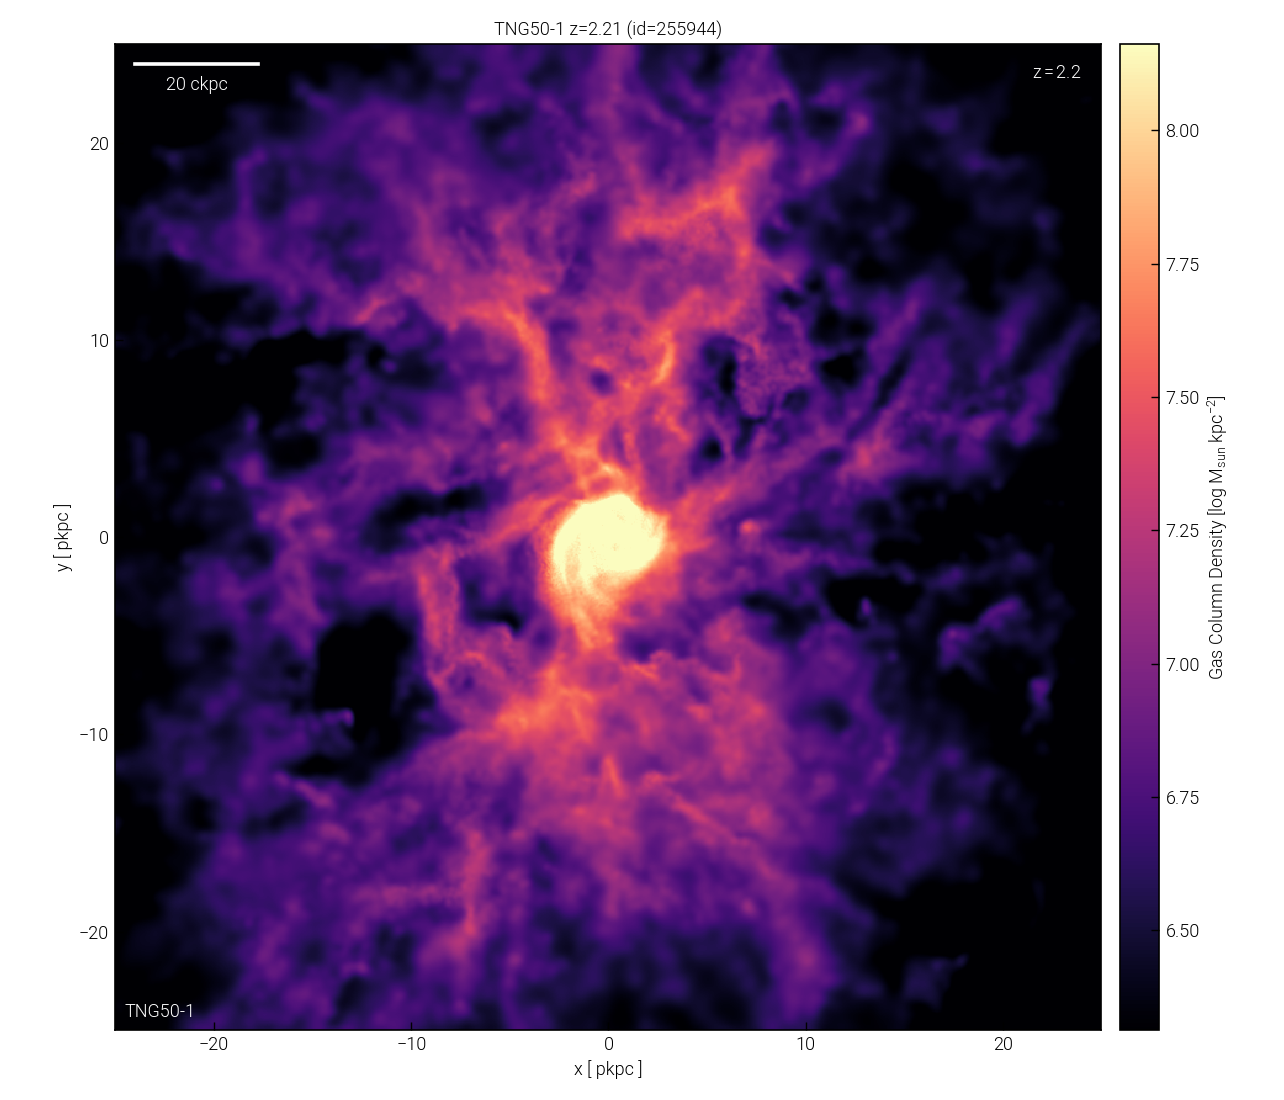 TNG50-1 z=2.21 (id=255944)
20 ckpc
z=2.2
20
10
0
−10
−20
y [ pkpc ]
TNG50-1
−20
−10
0
10
20
x [ pkpc ]
8.00
7.75
7.50
7.25
7.00
6.75
6.50
Gas Column Density [log M_sun kpc^−2]